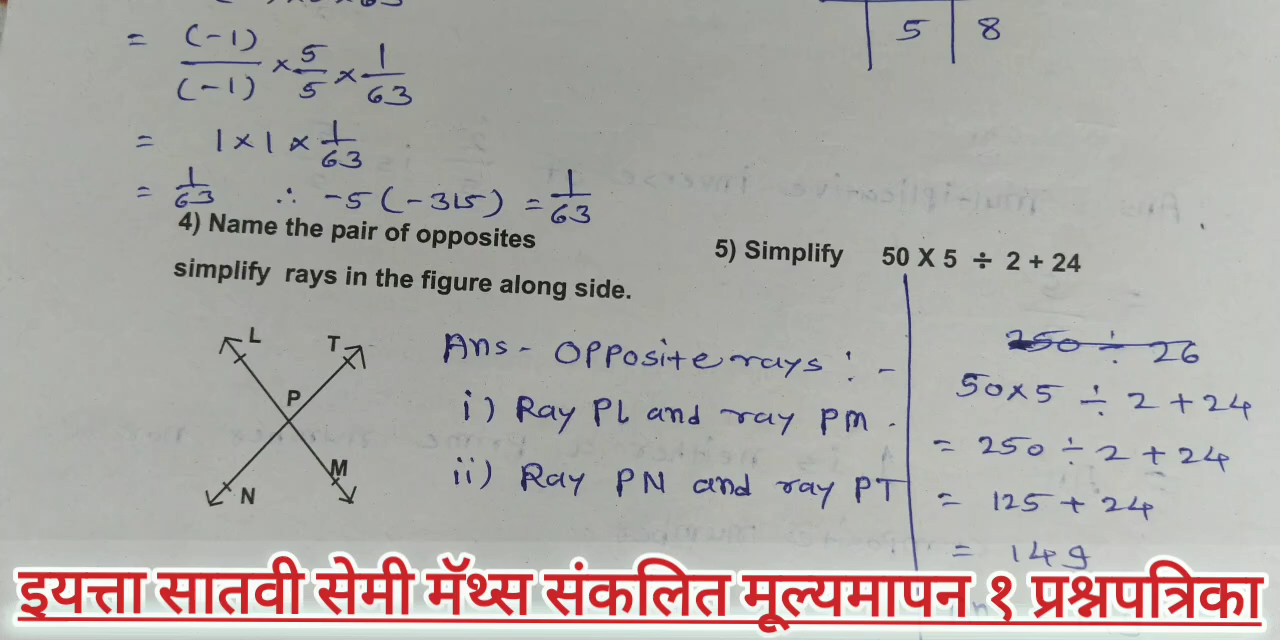 = (-1)/(-1) × 5/5 × 1/63
= 1 × 1 × 1/63
= 1/63 ∴ -5(-315) = 1/63
5 8
4) Name the pair of opposites
simplify rays in the figure along side.
L T
P
M
N
Ans - Opposite rays : -
i) Ray PL and ray PM.
ii) Ray PN and ray PT
5) Simplify 50 X 5 ÷ 2 + 24
250 ÷ 26
50×5 ÷ 2 + 24
= 250 ÷ 2 + 24
= 125 + 24
= 149
इयत्ता सातवी सेमी मॅथ्स संकलित मूल्यमापन १ प्रश्नपत्रिका